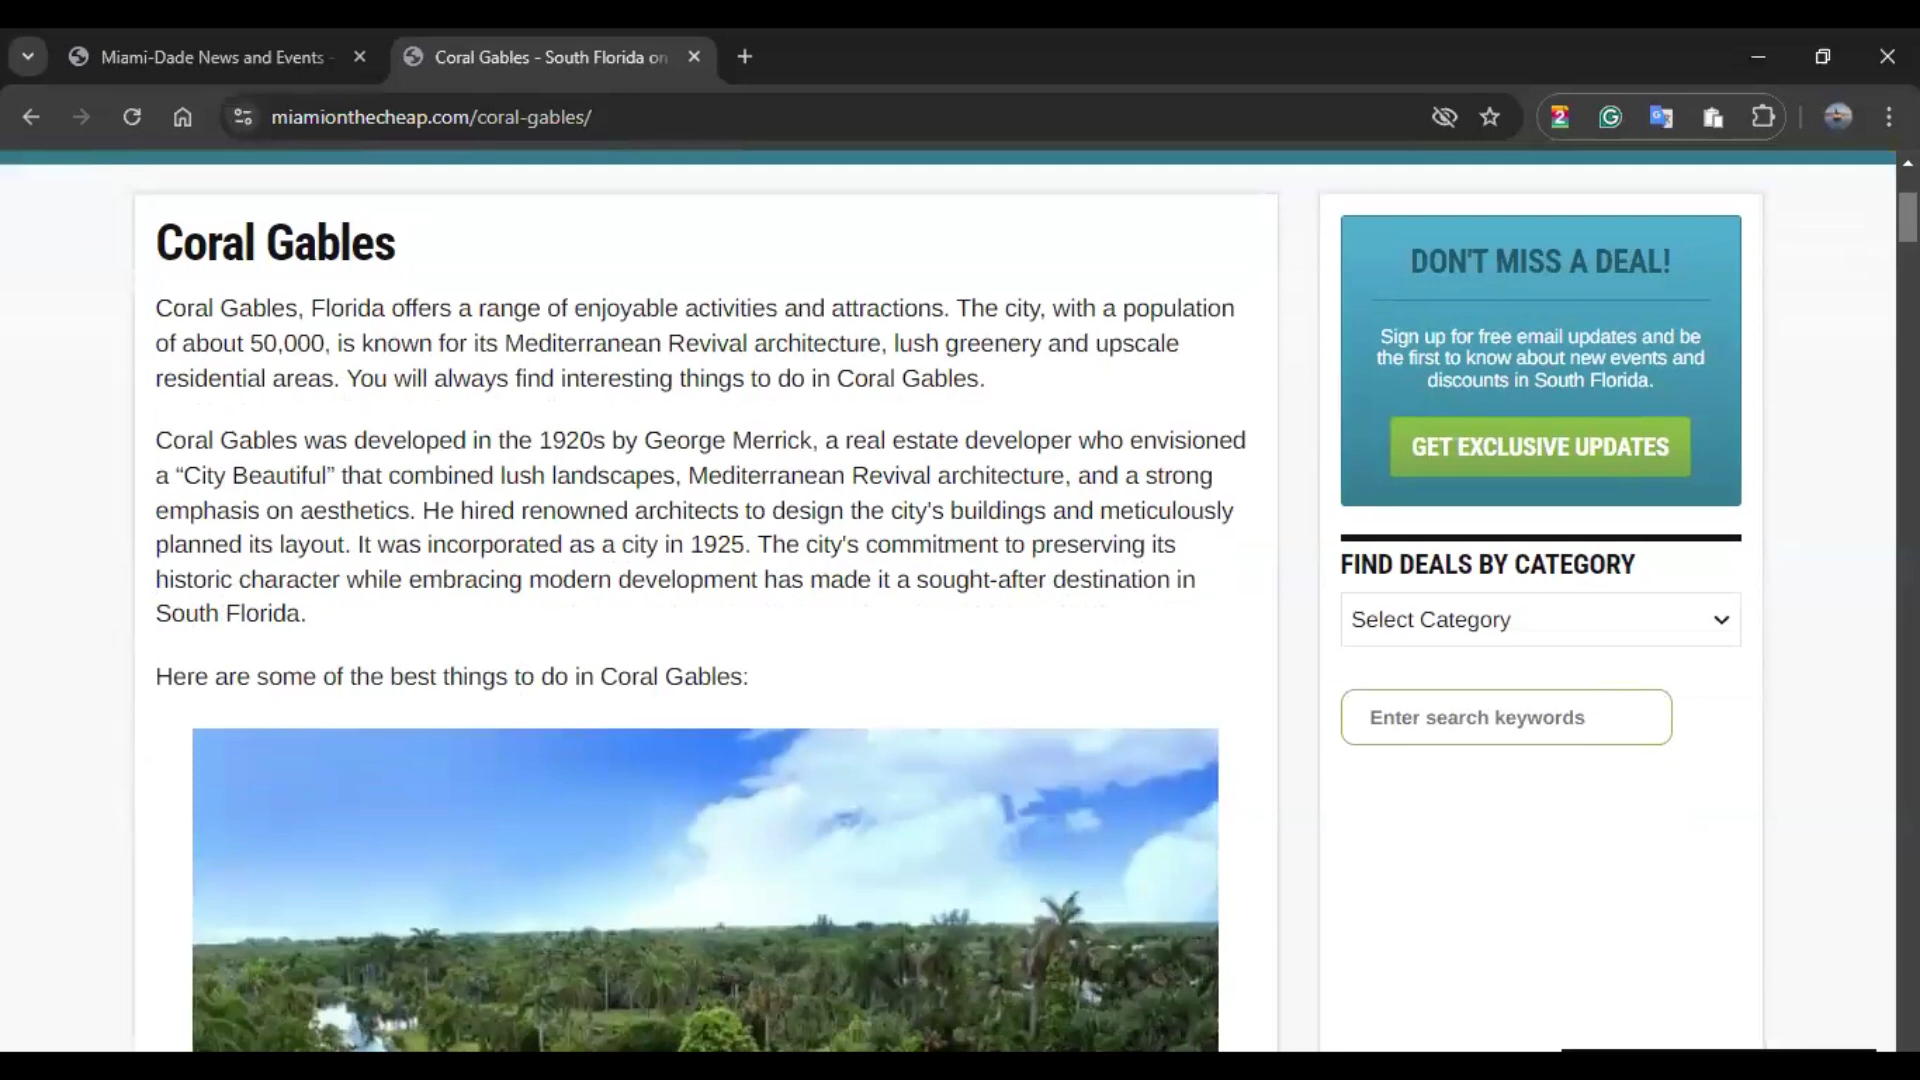 Miami-Dade News and Events -
Coral Gables - South Florida on
miamionthecheap.com/coral-gables/
2
G
G
Coral Gables
Coral Gables, Florida offers a range of enjoyable activities and attractions. The city, with a population
of about 50,000, is known for its Mediterranean Revival architecture, lush greenery and upscale
residential areas. You will always find interesting things to do in Coral Gables.
Coral Gables was developed in the 1920s by George Merrick, a real estate developer who envisioned
a “City Beautiful” that combined lush landscapes, Mediterranean Revival architecture, and a strong
emphasis on aesthetics. He hired renowned architects to design the city's buildings and meticulously
planned its layout. It was incorporated as a city in 1925. The city's commitment to preserving its
historic character while embracing modern development has made it a sought-after destination in
South Florida.
Here are some of the best things to do in Coral Gables:
DON'T MISS A DEAL!
Sign up for free email updates and be
the first to know about new events and
discounts in South Florida.
GET EXCLUSIVE UPDATES
FIND DEALS BY CATEGORY
Select Category
Enter search keywords